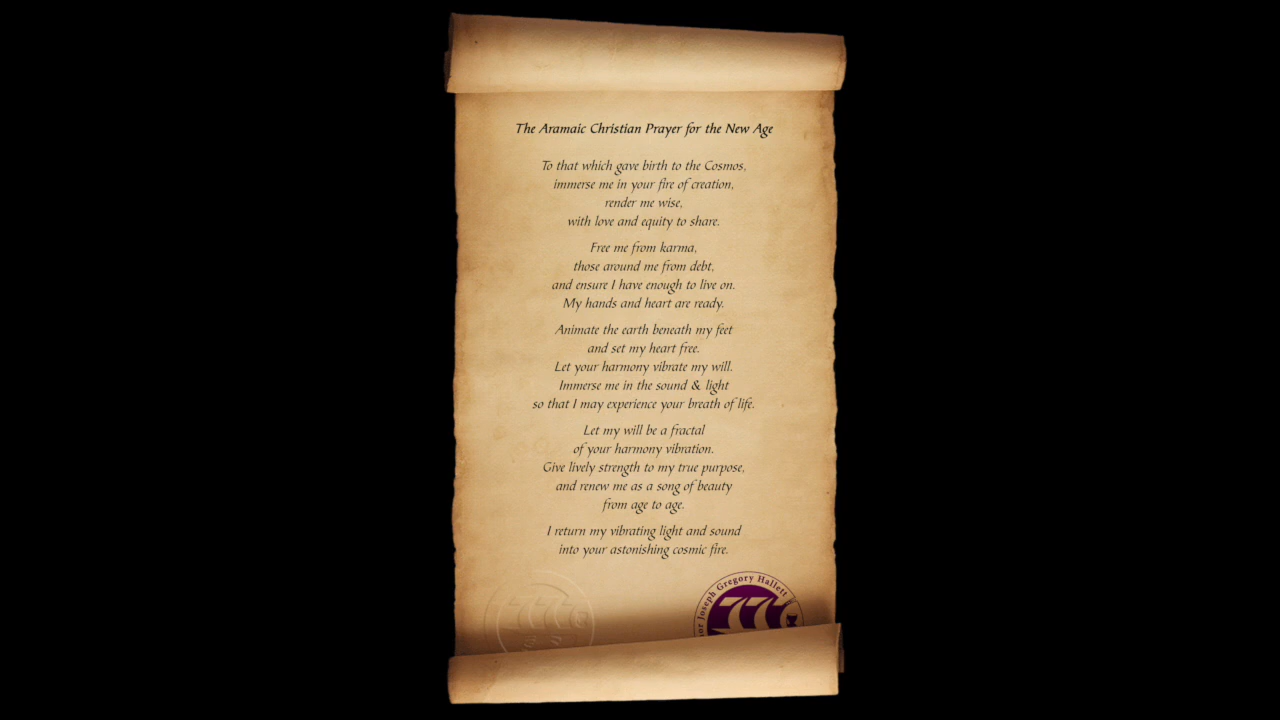 The Aramaic Christian Prayer for the New Age
To that which gave birth to the Cosmos,
immerse me in your fire of creation,
render me wise,
with love and equity to share.
Free me from karma,
those around me from debt,
and ensure I have enough to live on.
My hands and heart are ready.
Animate the earth beneath my feet
and set my heart free.
Let your harmony vibrate my will.
Immerse me in the sound & light
so that I may experience your breath of life.
Let my will be a fractal
of your harmony vibration.
Give lively strength to my true purpose,
and renew me as a song of beauty
from age to age.
I return my vibrating light and sound
into your astonishing cosmic fire.
Joseph Gregory Hallett